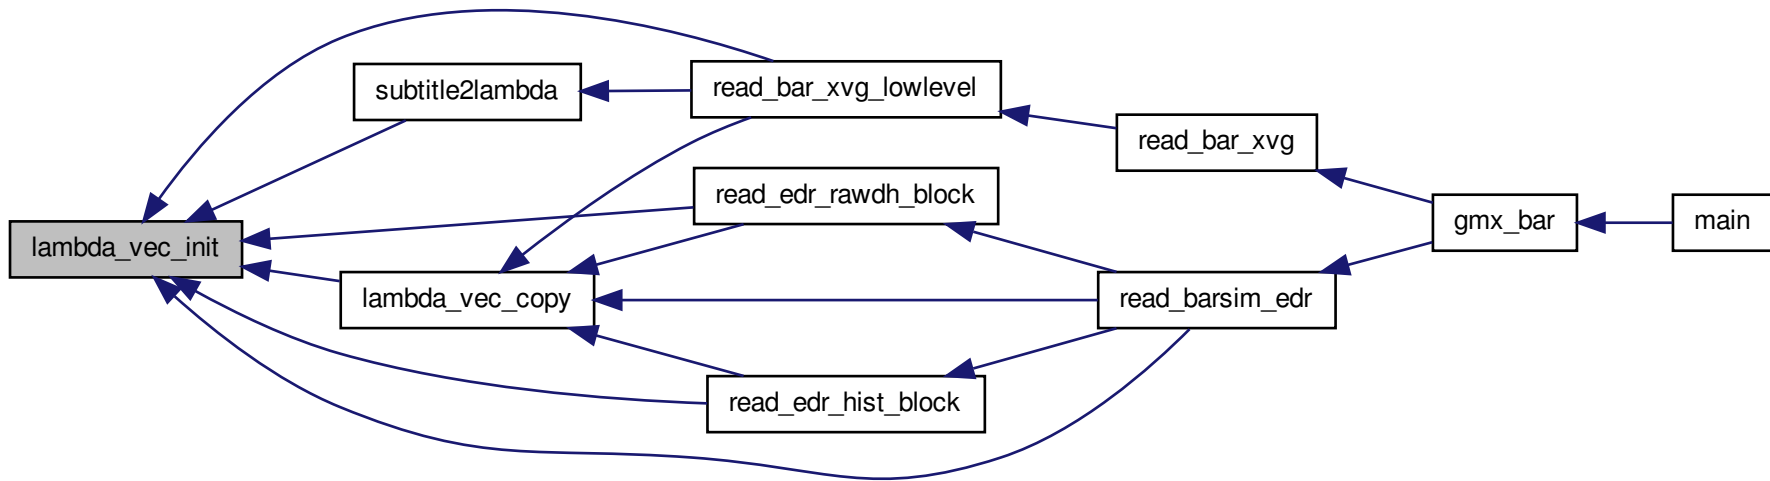 lambda_vec_init
subtitle2lambda
lambda_vec_copy
read_bar_xvg_lowlevel
read_edr_rawdh_block
read_edr_hist_block
read_bar_xvg
read_barsim_edr
gmx_bar
main